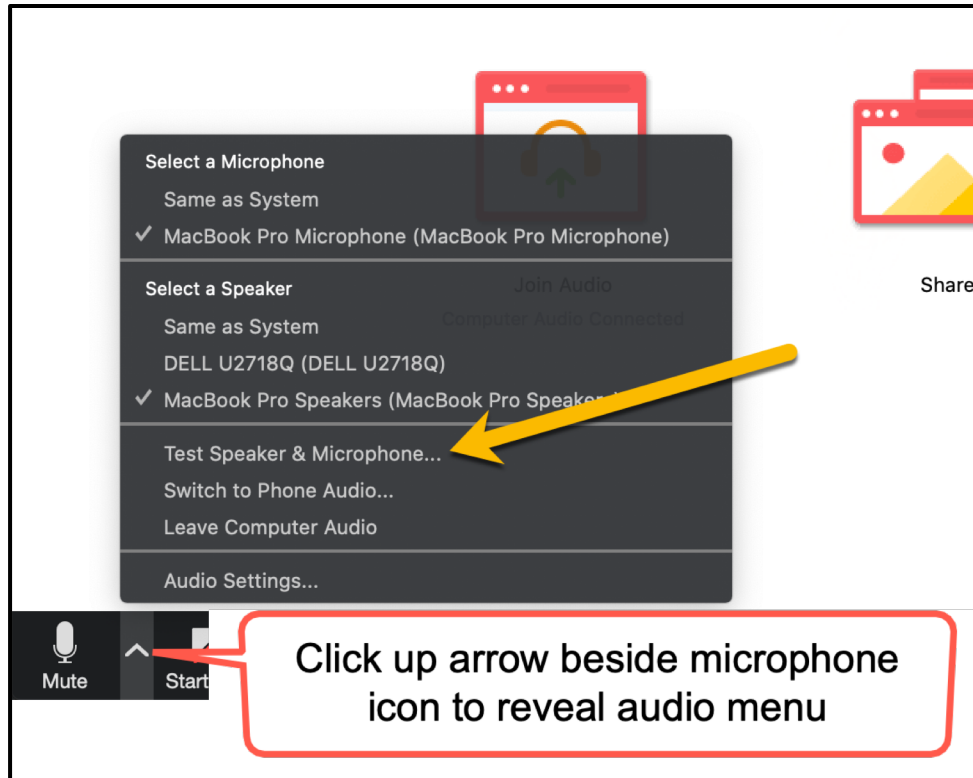 Select a Microphone
Same as System
MacBook Pro Microphone (MacBook Pro Microphone)
Join Audio
Computer Audio Connected
Share
Select a Speaker
Same as System
DELL U2718Q (DELL U2718Q)
MacBook Pro Speakers (MacBook Pro Speaker
Test Speaker & Microphone...
Switch to Phone Audio...
Leave Computer Audio
Audio Settings...
Mute
Start
Click up arrow beside microphone
icon to reveal audio menu